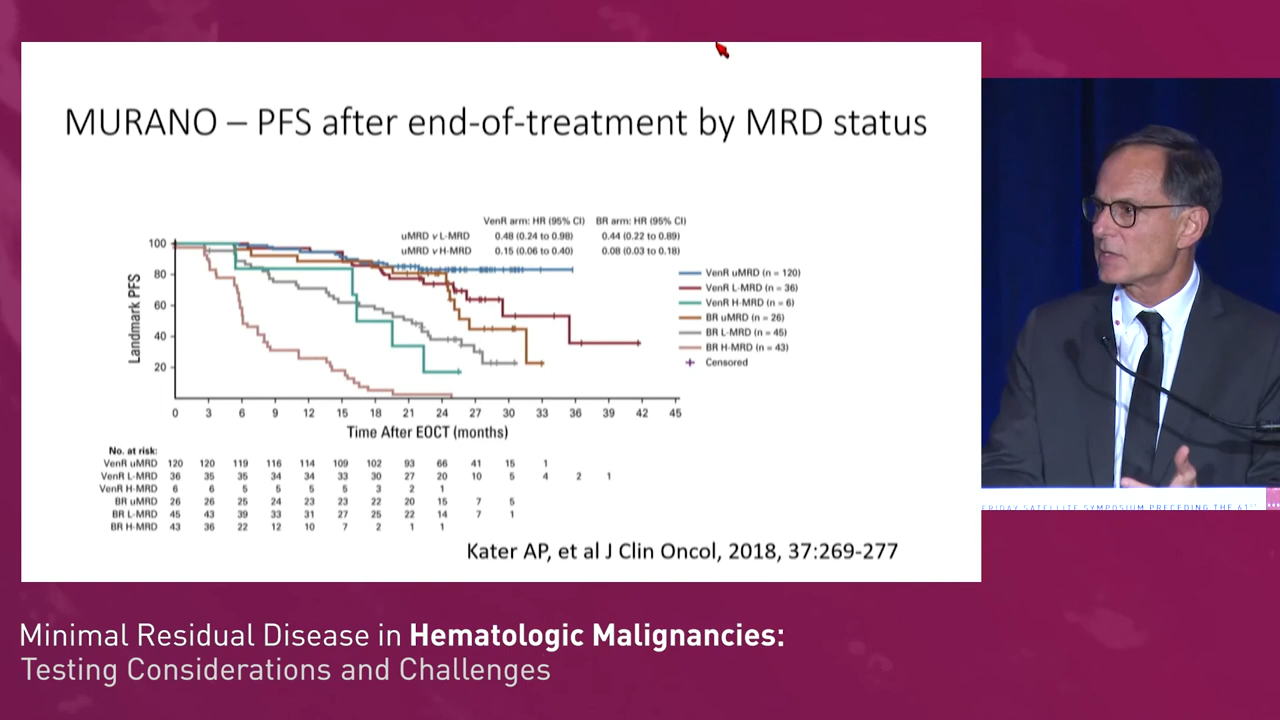 MURANO – PFS after end-of-treatment by MRD status
VenR arm: HR (95% CI) BR arm: HR (95% CI)
uMRD v L-MRD 0.48 (0.24 to 0.98) 0.44 (0.22 to 0.89)
uMRD v H-MRD 0.15 (0.06 to 0.40) 0.08 (0.03 to 0.18)
100
80
60
40
20
Landmark PFS
VenR uMRD (n = 120)
VenR L-MRD (n = 36)
VenR H-MRD (n = 6)
BR uMRD (n = 26)
BR L-MRD (n = 45)
BR H-MRD (n = 43)
Censored
0 3 6 9 12 15 18 21 24 27 30 33 36 39 42 45
Time After EOCT (months)
No. at risk:
VenR uMRD 120 120 119 116 114 109 102 93 66 41 15 1
VenR L-MRD 36 35 35 34 34 33 30 27 20 10 5 4 2 1
VenR H-MRD 6 6 5 5 5 5 3 2 1
BR uMRD 26 26 25 24 23 23 22 20 15 7 5
BR L-MRD 45 43 39 33 31 27 25 22 14 7 1
BR H-MRD 43 36 22 12 10 7 2 1 1
Kater AP, et al J Clin Oncol, 2018, 37:269-277
FRIDAY SATELLITE SYMPOSIUM PRECEDING THE 61
Minimal Residual Disease in Hematologic Malignancies:
Testing Considerations and Challenges